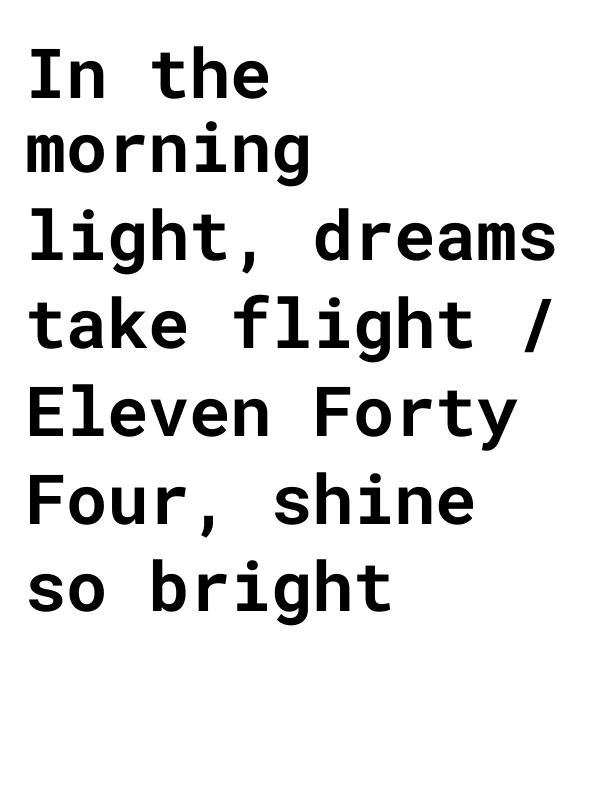 In the
morning
light, dreams
take flight /
Eleven Forty
Four, shine
so bright